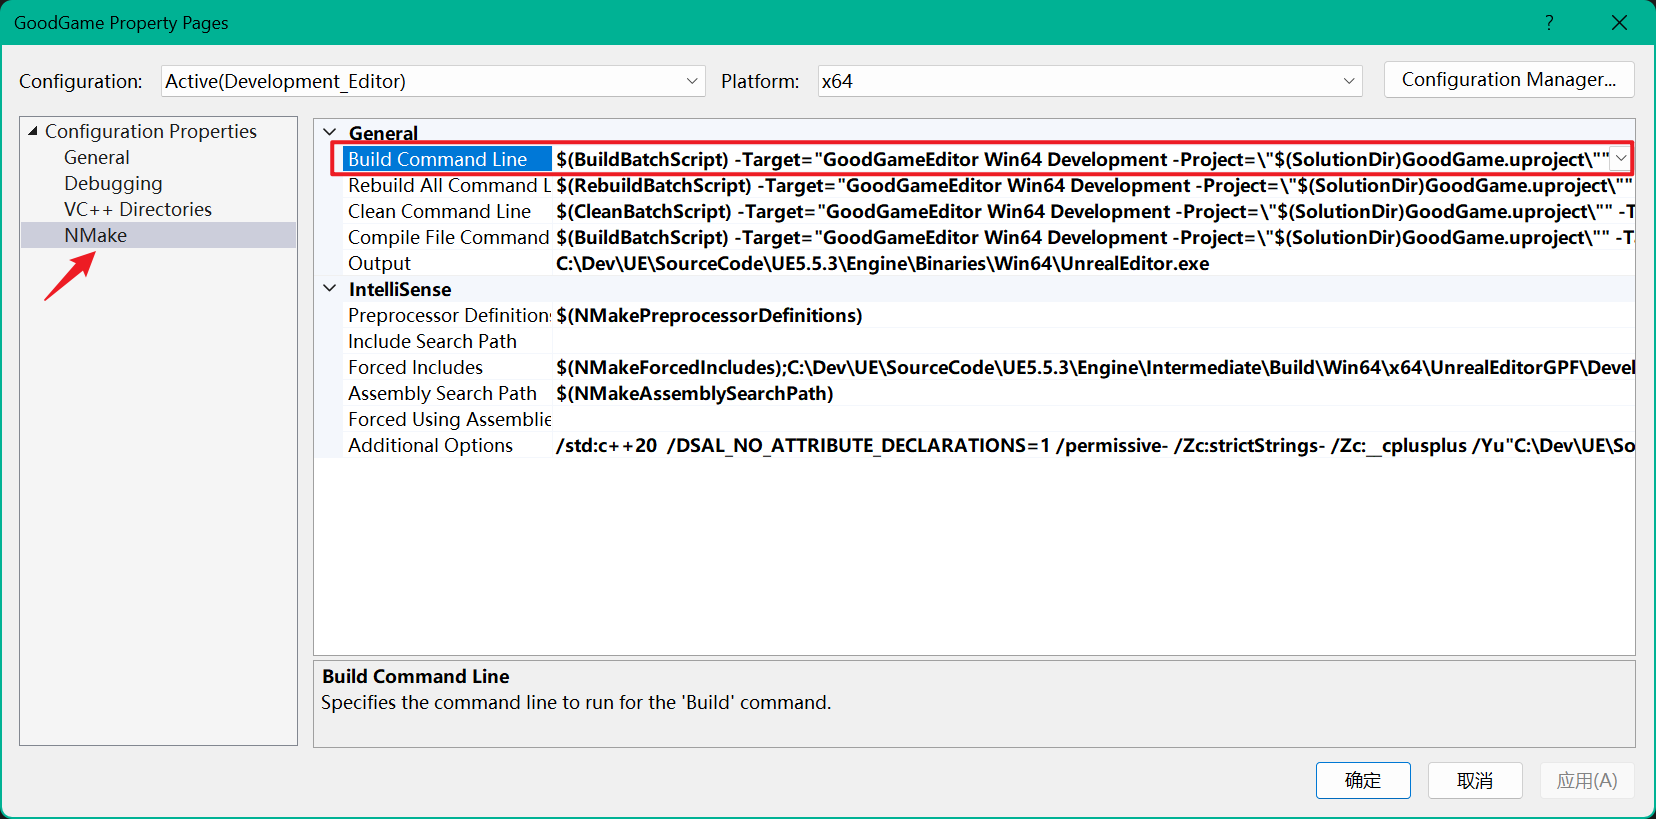 GoodGame Property Pages
?
Configuration: Active(Development_Editor) Platform: x64 Configuration Manager...
Configuration Properties
General
Debugging
VC++ Directories
NMake
General
Build Command Line $(BuildBatchScript) -Target="GoodGameEditor Win64 Development -Project=\"$(SolutionDir)GoodGame.uproject\""
Rebuild All Command L $(RebuildBatchScript) -Target="GoodGameEditor Win64 Development -Project=\"$(SolutionDir)GoodGame.uproject\""
Clean Command Line $(CleanBatchScript) -Target="GoodGameEditor Win64 Development -Project=\"$(SolutionDir)GoodGame.uproject\"" -T
Compile File Command $(BuildBatchScript) -Target="GoodGameEditor Win64 Development -Project=\"$(SolutionDir)GoodGame.uproject\"" -Ta
Output C:\Dev\UE\SourceCode\UE5.5.3\Engine\Binaries\Win64\UnrealEditor.exe
IntelliSense
Preprocessor Definitions $(NMakePreprocessorDefinitions)
Include Search Path
Forced Includes $(NMakeForcedIncludes);C:\Dev\UE\SourceCode\UE5.5.3\Engine\Intermediate\Build\Win64\x64\UnrealEditorGPF\Devel
Assembly Search Path $(NMakeAssemblySearchPath)
Forced Using Assemblie
Additional Options /std:c++20 /DSAL_NO_ATTRIBUTE_DECLARATIONS=1 /permissive- /Zc:strictStrings- /Zc:__cplusplus /Yu"C:\Dev\UE\So
Build Command Line
Specifies the command line to run for the 'Build' command.
确定 取消 应用(A)